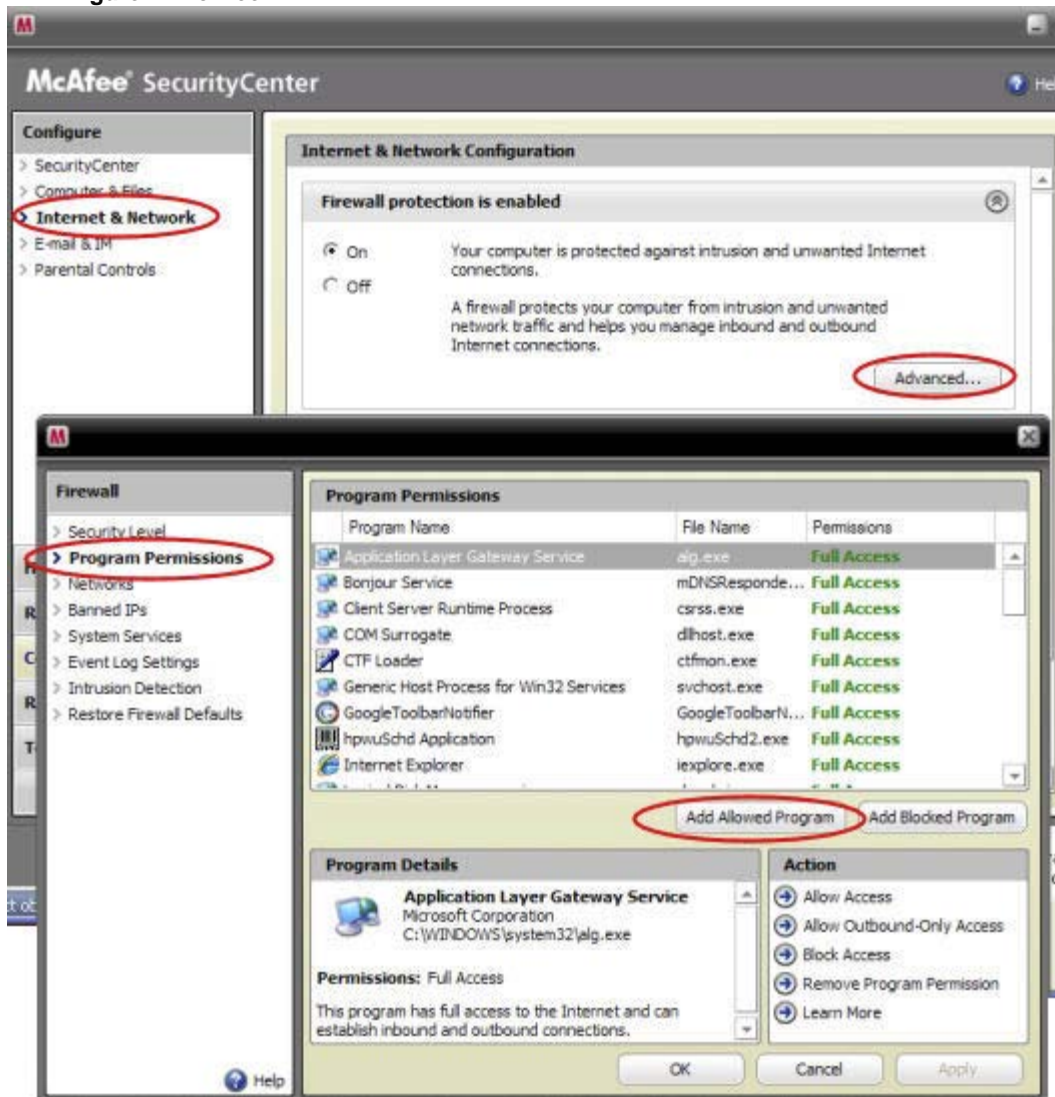 McAfee® SecurityCenter
Configure
> SecurityCenter
> Computer & Files
> Internet & Network
> E-mail & IM
> Parental Controls
Internet & Network Configuration
Firewall protection is enabled
On
Your computer is protected against intrusion and unwanted Internet
connections.
Off
A firewall protects your computer from intrusion and unwanted
network traffic and helps you manage inbound and outbound
Internet connections.
Advanced...
Firewall
> Security Level
> Program Permissions
> Networks
> Banned IPs
> System Services
> Event Log Settings
> Intrusion Detection
> Restore Firewall Defaults
Help
Program Permissions
Program Name File Name Permissions
Application Layer Gateway Service alg.exe Full Access
Bonjour Service mDNSResponde... Full Access
Client Server Runtime Process csrss.exe Full Access
COM Surrogate dllhost.exe Full Access
CTF Loader ctfmon.exe Full Access
Generic Host Process for Win32 Services svchost.exe Full Access
GoogleToolbarNotifier GoogleToolbarN... Full Access
hpwuSchd Application hpwuSchd2.exe Full Access
Internet Explorer iexplore.exe Full Access
Add Allowed Program Add Blocked Program
Program Details
Application Layer Gateway Service
Microsoft Corporation
C:\WINDOWS\system32\alg.exe
Permissions: Full Access
This program has full access to the Internet and can
establish inbound and outbound connections.
Action
Allow Access
Allow Outbound-Only Access
Block Access
Remove Program Permission
Learn More
OK Cancel Apply